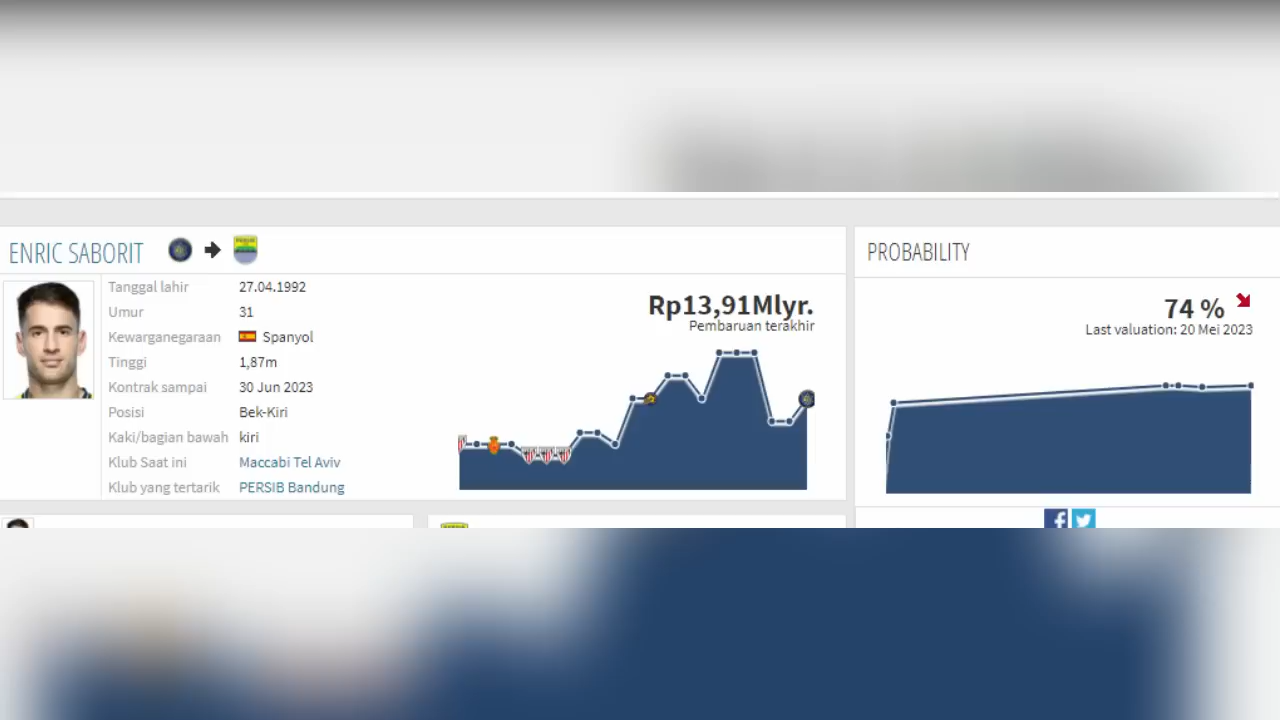 ENRIC SABORIT
Tanggal lahir 27.04.1992
Umur 31
Kewarganegaraan Spanyol
Tinggi 1,87m
Kontrak sampai 30 Jun 2023
Posisi Bek-Kiri
Kaki/bagian bawah kiri
Klub Saat ini Maccabi Tel Aviv
Klub yang tertarik PERSIB Bandung
Rp13,91Mlyr.
Pembaruan terakhir
PROBABILITY
74 %
Last valuation: 20 Mei 2023